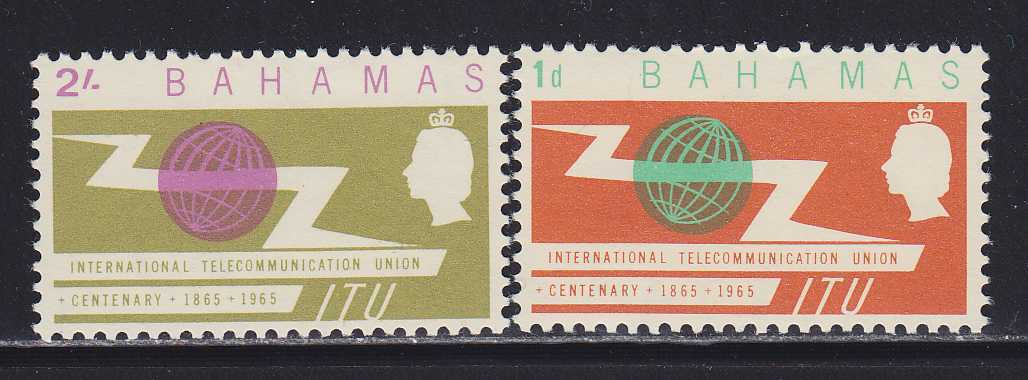 2/- BAHAMAS
INTERNATIONAL TELECOMMUNICATION UNION
+ CENTENARY + 1865 + 1965 ITU
1d BAHAMAS
INTERNATIONAL TELECOMMUNICATION UNION
+ CENTENARY + 1865 + 1965 ITU